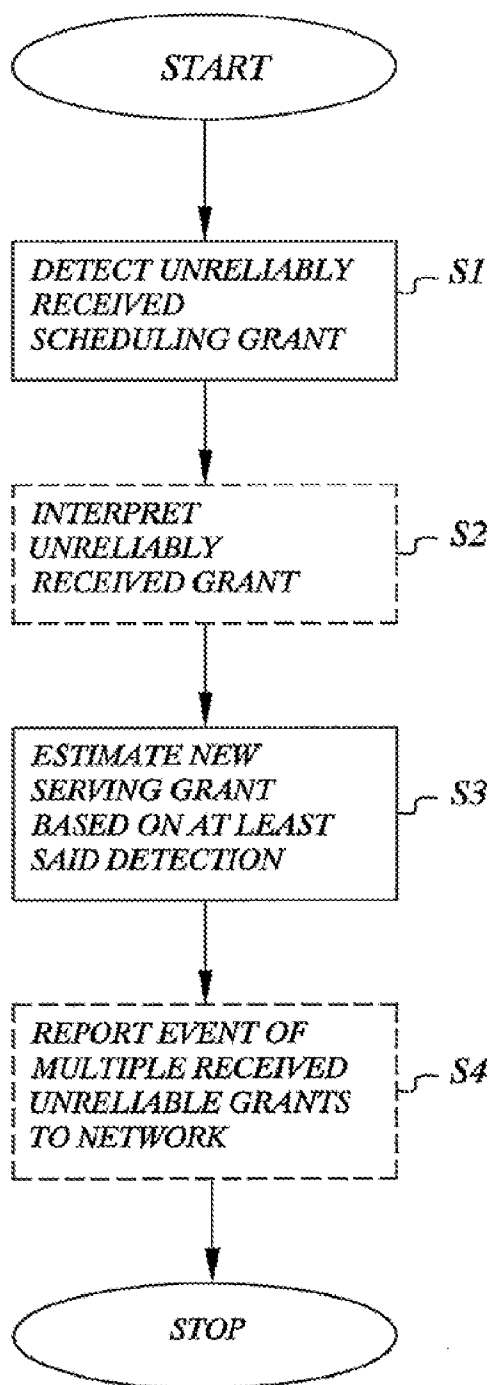 START
DETECT UNRELIABLY
RECEIVED
SCHEDULING GRANT
S1
INTERPRET
UNRELIABLY
RECEIVED GRANT
S2
ESTIMATE NEW
SERVING GRANT
BASED ON AT LEAST
SAID DETECTION
S3
REPORT EVENT OF
MULTIPLE RECEIVED
UNRELIABLE GRANTS
TO NETWORK
S4
STOP